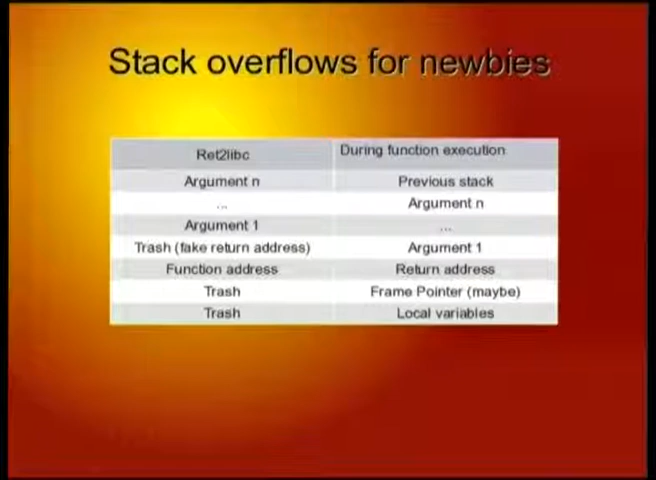 Stack overflows for newbies
Ret2libc During function execution
Argument n Previous stack
... Argument n
Argument 1 ...
Trash (fake return address) Argument 1
Function address Return address
Trash Frame Pointer (maybe)
Trash Local variables